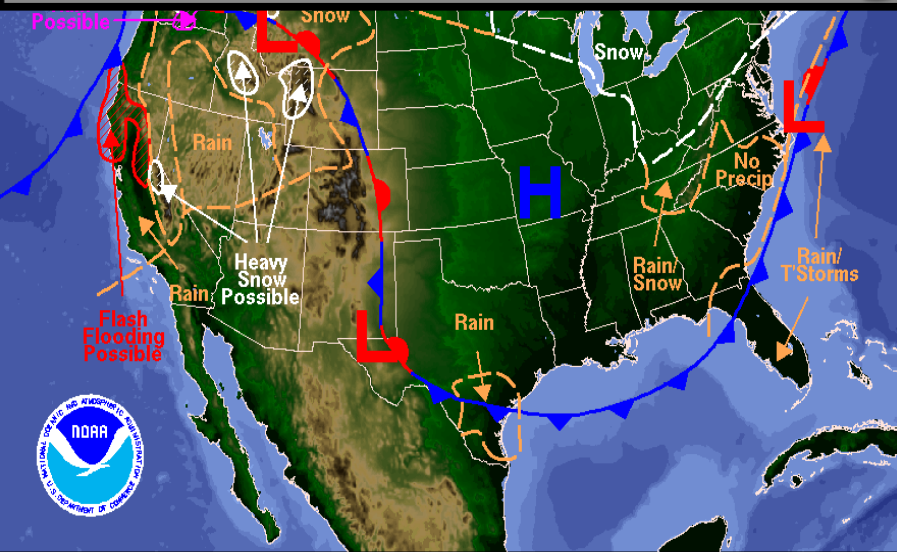 Possible
L
Snow
Snow
L
Rain
H
No
Precip
Rain/
Snow
Rain/
T'Storms
Heavy
Snow
Possible
Rain
Flash
Flooding
Possible
L
Rain
NATIONAL OCEANIC AND ATMOSPHERIC ADMINISTRATION
NOAA
U.S. DEPARTMENT OF COMMERCE